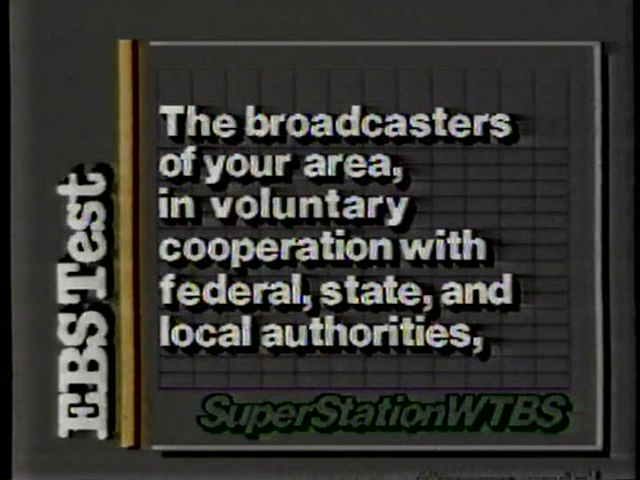 EBS Test
The broadcasters
of your area,
in voluntary
cooperation with
federal, state, and
local authorities,
SuperStationWTBS